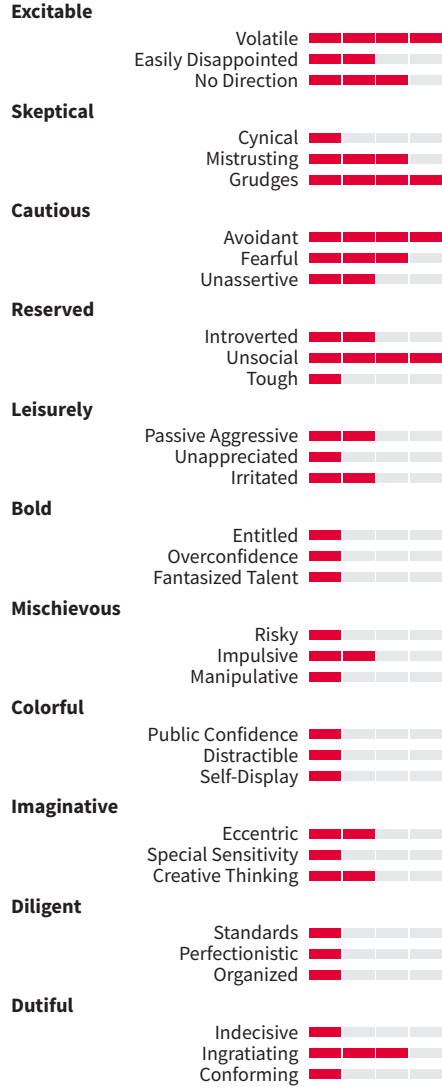 Excitable
Volatile
Easily Disappointed
No Direction
Skeptical
Cynical
Mistrusting
Grudges
Cautious
Avoidant
Fearful
Unassertive
Reserved
Introverted
Unsocial
Tough
Leisurely
Passive Aggressive
Unappreciated
Irritated
Bold
Entitled
Overconfidence
Fantasized Talent
Mischievous
Risky
Impulsive
Manipulative
Colorful
Public Confidence
Distractible
Self-Display
Imaginative
Eccentric
Special Sensitivity
Creative Thinking
Diligent
Standards
Perfectionistic
Organized
Dutiful
Indecisive
Ingratiating
Conforming